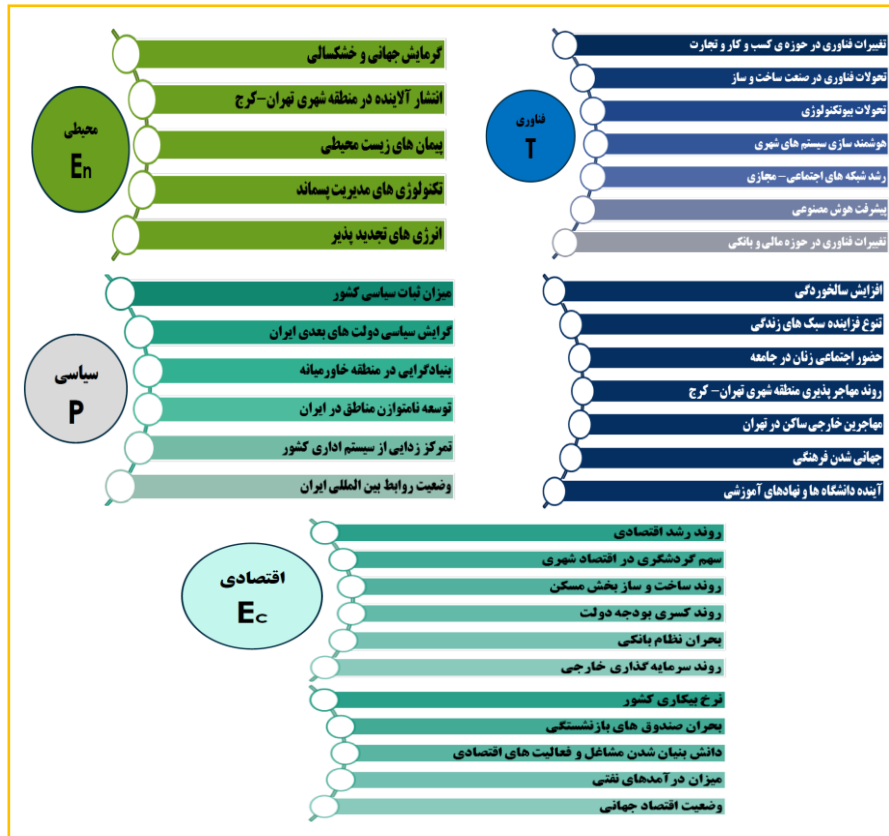 تغییرات فناوری در حوزه ی کسب و کار و تجارت
تحولات فناوری در صنعت ساخت و ساز
تحولات بیوتکنولوژی
هوشمند سازی سیستم های شهری
رشد شبکه های اجتماعی- مجازی
پیشرفت هوش مصنوعی
تغییرات فناوری در حوزه مالی و بانکی
فناوری
T
گرمایش جهانی و خشکسالی
انتشار آلاینده در منطقه شهری تهران-کرج
پیمان های زیست محیطی
تکنولوژی های مدیریت پسماند
انرژی های تجدید پذیر
محیطی
En
افزایش سالخوردگی
تنوع فزاینده سبک های زندگی
حضور اجتماعی زنان در جامعه
روند مهاجر پذیری منطقه شهری تهران- کرج
مهاجرین خارجی ساکن در تهران
جهانی شدن فرهنگی
آینده دانشگاه ها و نهادهای آموزشی
میزان ثبات سیاسی کشور
گرایش سیاسی دولت های بعدی ایران
بنیادگرایی در منطقه خاورمیانه
توسعه نامتوازن مناطق در ایران
تمرکز زدایی از سیستم اداری کشور
وضعیت روابط بین المللی ایران
سیاسی
P
روند رشد اقتصادی
سهم گردشگری در اقتصاد شهری
روند ساخت و ساز بخش مسکن
روند کسری بودجه دولت
بحران نظام بانکی
روند سرمایه گذاری خارجی
نرخ بیکاری کشور
بحران صندوق های بازنشستگی
دانش بنیان شدن مشاغل و فعالیت های اقتصادی
میزان درآمدهای نفتی
وضعیت اقتصاد جهانی
اقتصادی
Ec